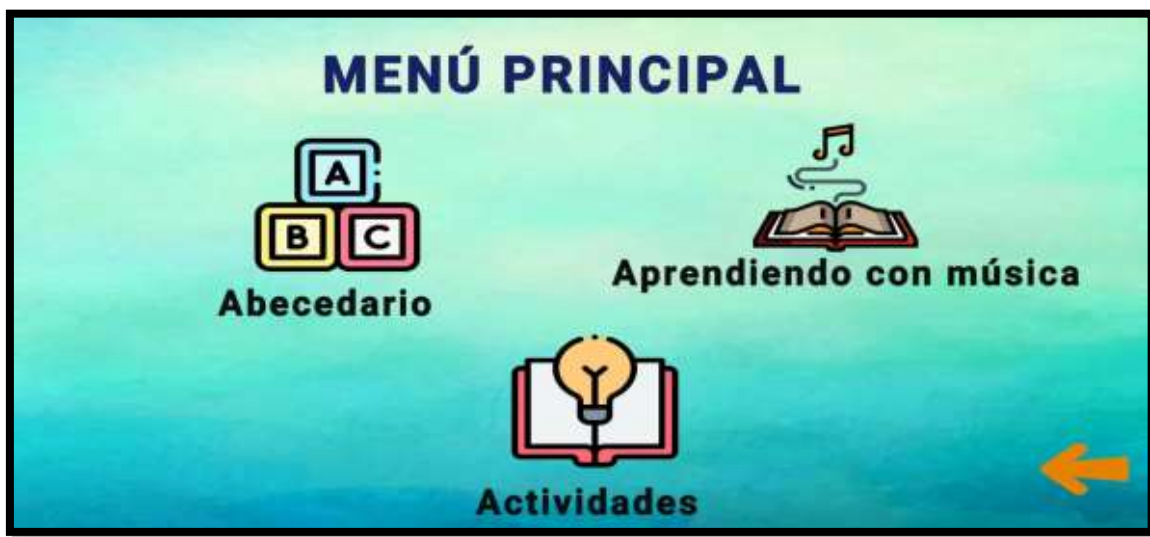 MENÚ PRINCIPAL
A
B C
Abecedario
Aprendiendo con música
Actividades